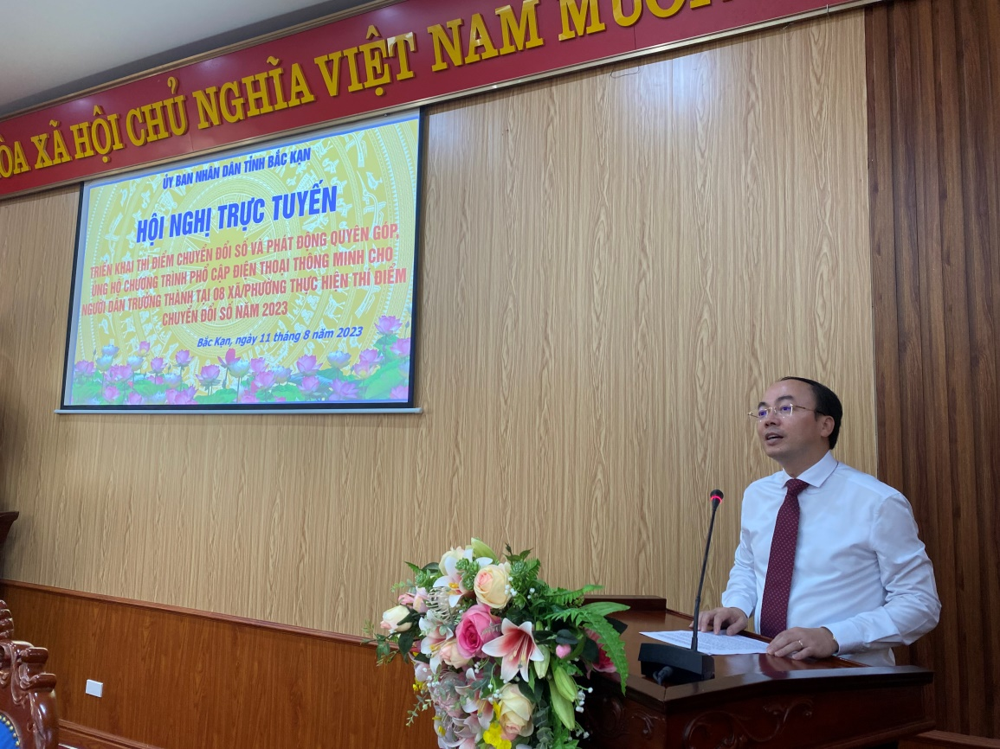 ÒA XÃ HỘI CHỦ NGHĨA VIỆT NAM MUÔN
ỦY BAN NHÂN DÂN TỈNH BẮC KẠN
HỘI NGHỊ TRỰC TUYẾN
TRIỂN KHAI THÍ ĐIỂM CHUYỂN ĐỔI SỐ VÀ PHÁT ĐỘNG QUYÊN GÓP,
ỦNG HỘ CHƯƠNG TRÌNH PHỔ CẬP ĐIỆN THOẠI THÔNG MINH CHO
NGƯỜI DÂN TRƯỞNG THÀNH TẠI 08 XÃ/PHƯỜNG THỰC HIỆN THÍ ĐIỂM
CHUYỂN ĐỔI SỐ NĂM 2023
Bắc Kạn, ngày 11 tháng 8 năm 2023